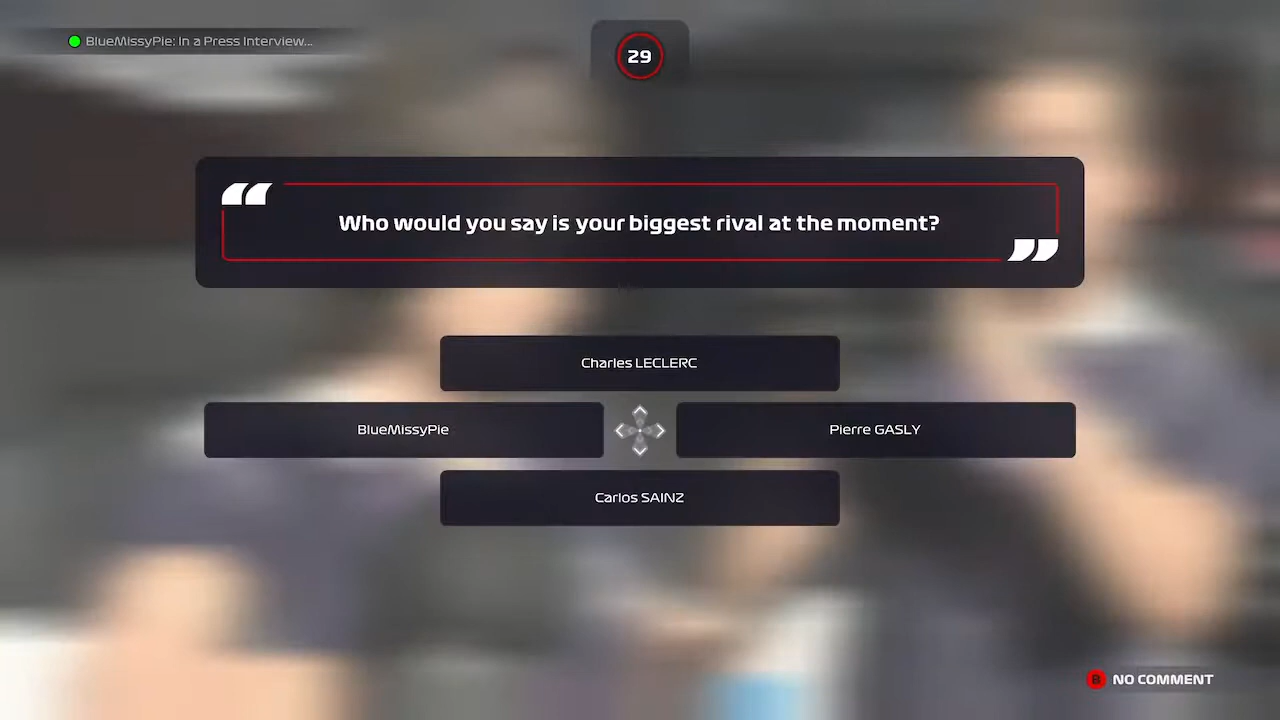 BlueMissyPie: In a Press Interview...
29
Who would you say is your biggest rival at the moment?
Charles LECLERC
BlueMissyPie
Pierre GASLY
Carlos SAINZ
B NO COMMENT